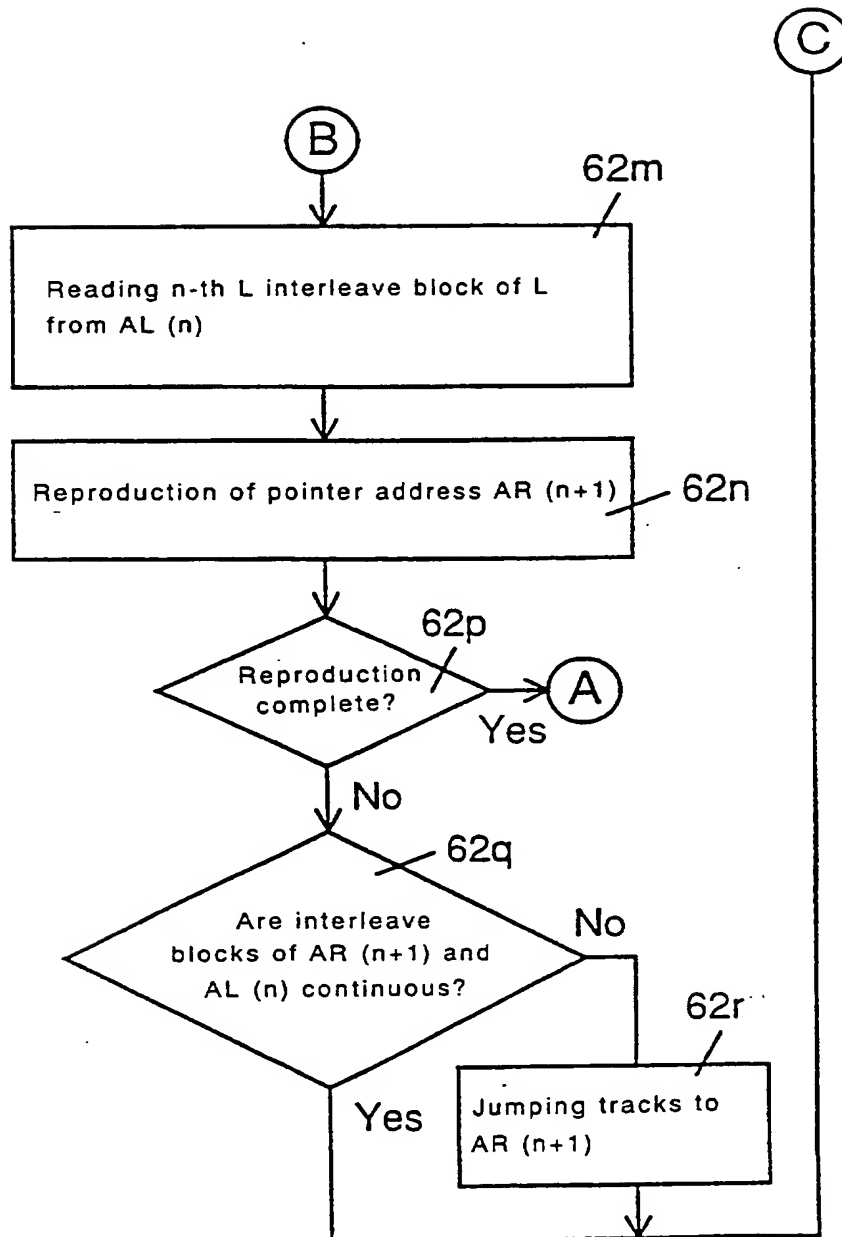 C
B
62m
Reading n-th L interleave block of L
from AL (n)
Reproduction of pointer address AR (n+1)
62n
62p
Reproduction
complete?
A
Yes
No
62q
Are interleave
blocks of AR (n+1) and
AL (n) continuous?
No
62r
Yes
Jumping tracks to
AR (n+1)